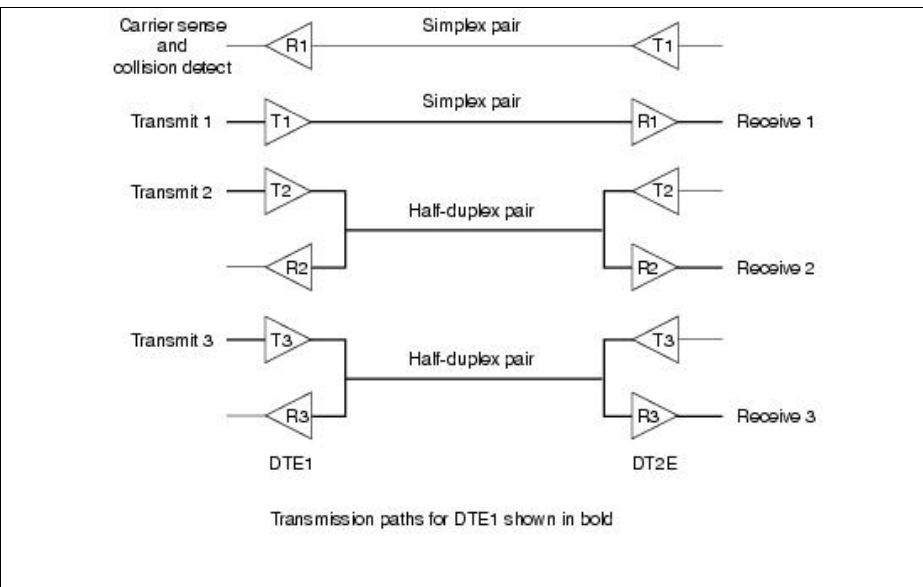 Carrier sense
and
collision detect
R1
Simplex pair
T1
Transmit 1
T1
Simplex pair
R1
Receive 1
Transmit 2
T2
Half-duplex pair
T2
R2
R2
Receive 2
Transmit 3
T3
Half-duplex pair
T3
R3
R3
Receive 3
DTE1
DT2E
Transmission paths for DTE1 shown in bold